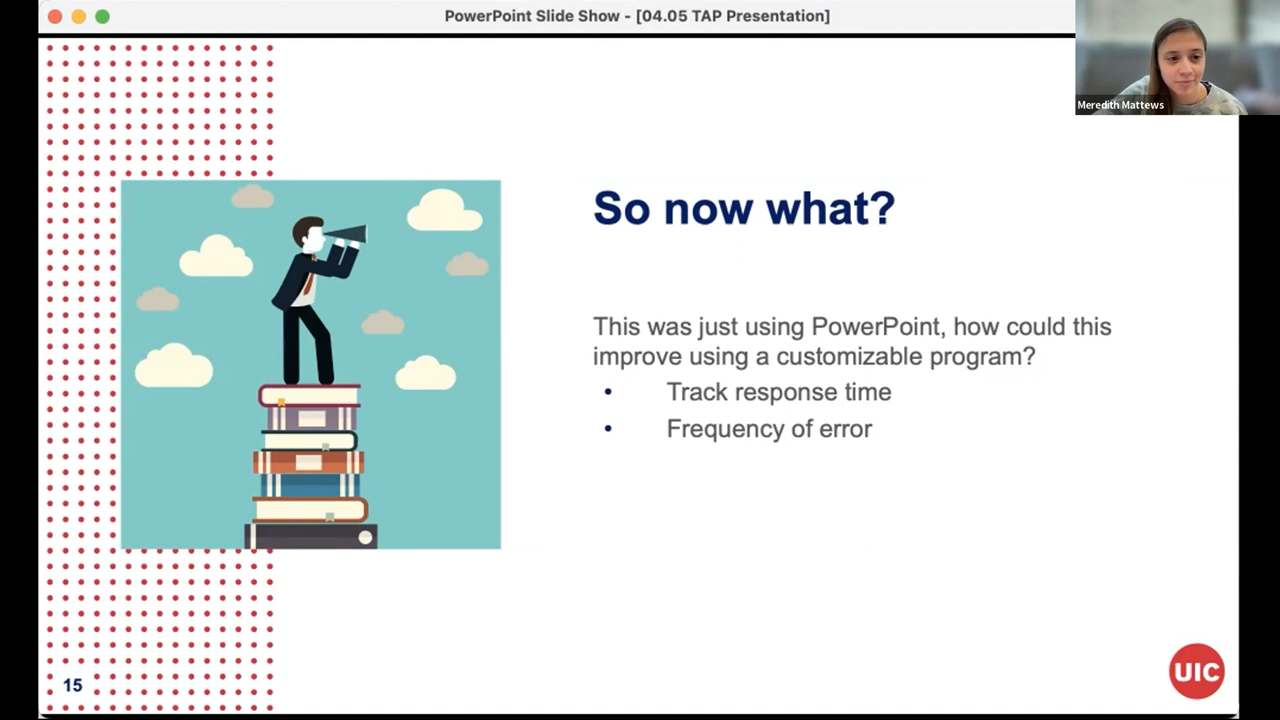 PowerPoint Slide Show - [04.05 TAP Presentation]
Meredith Mattews
So now what?
This was just using PowerPoint, how could this
improve using a customizable program?
• Track response time
• Frequency of error
15
UIC